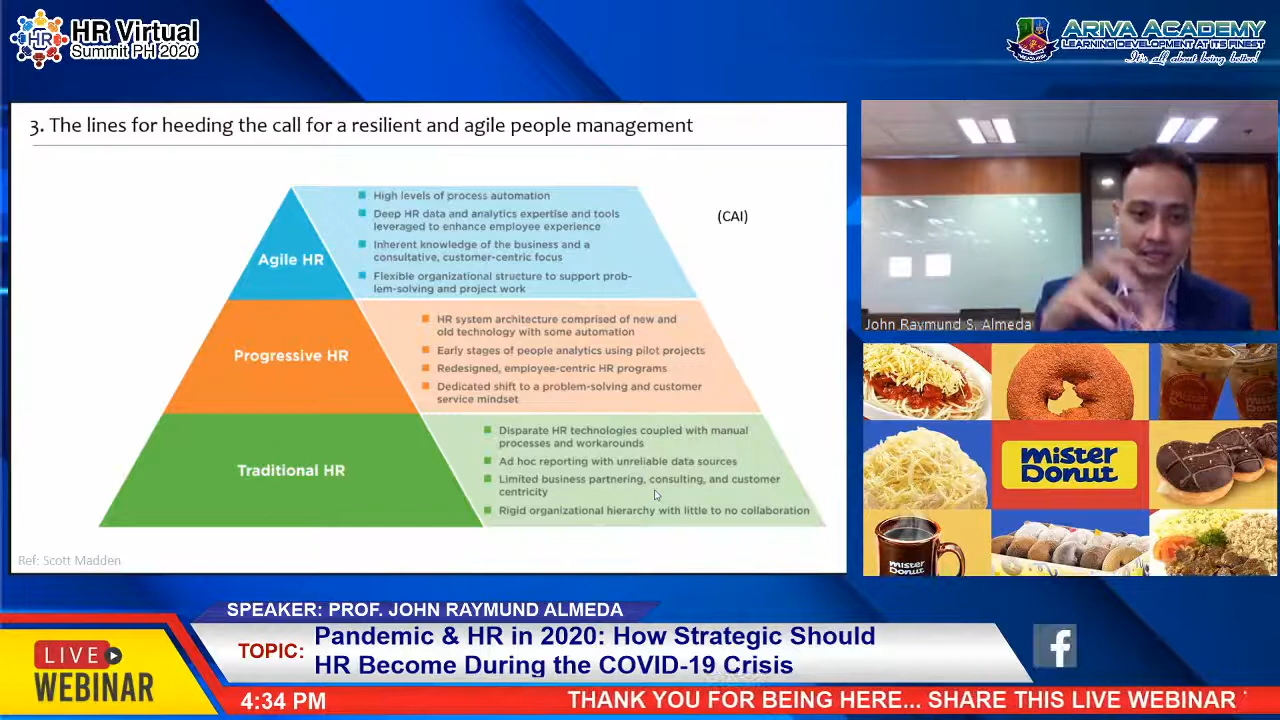 HR Virtual
Summit PH 2020
HR
ARIVA ACADEMY
LEARNING DEVELOPMENT AT ITS FINEST
It's all about being better!
3. The lines for heeding the call for a resilient and agile people management
High levels of process automation
Deep HR data and analytics expertise and tools
leveraged to enhance employee experience
Inherent knowledge of the business and a
consultative, customer-centric focus
Flexible organizational structure to support prob-
lem-solving and project work
(CAI)
Agile HR
HR system architecture comprised of new and
old technology with some automation
Early stages of people analytics using pilot projects
Redesigned, employee-centric HR programs
Dedicated shift to a problem-solving and customer
service mindset
Progressive HR
Disparate HR technologies coupled with manual
processes and workarounds
Ad hoc reporting with unreliable data sources
Limited business partnering, consulting, and customer
centricity
Rigid organizational hierarchy with little to no collaboration
Traditional HR
Ref: Scott Madden
John Raymund S. Almeda
mister
Donut
mister
Donut
SPEAKER: PROF. JOHN RAYMUND ALMEDA
TOPIC:
Pandemic & HR in 2020: How Strategic Should
HR Become During the COVID-19 Crisis
LIVE
WEBINAR
4:34 PM
THANK YOU FOR BEING HERE... SHARE THIS LIVE WEBINAR